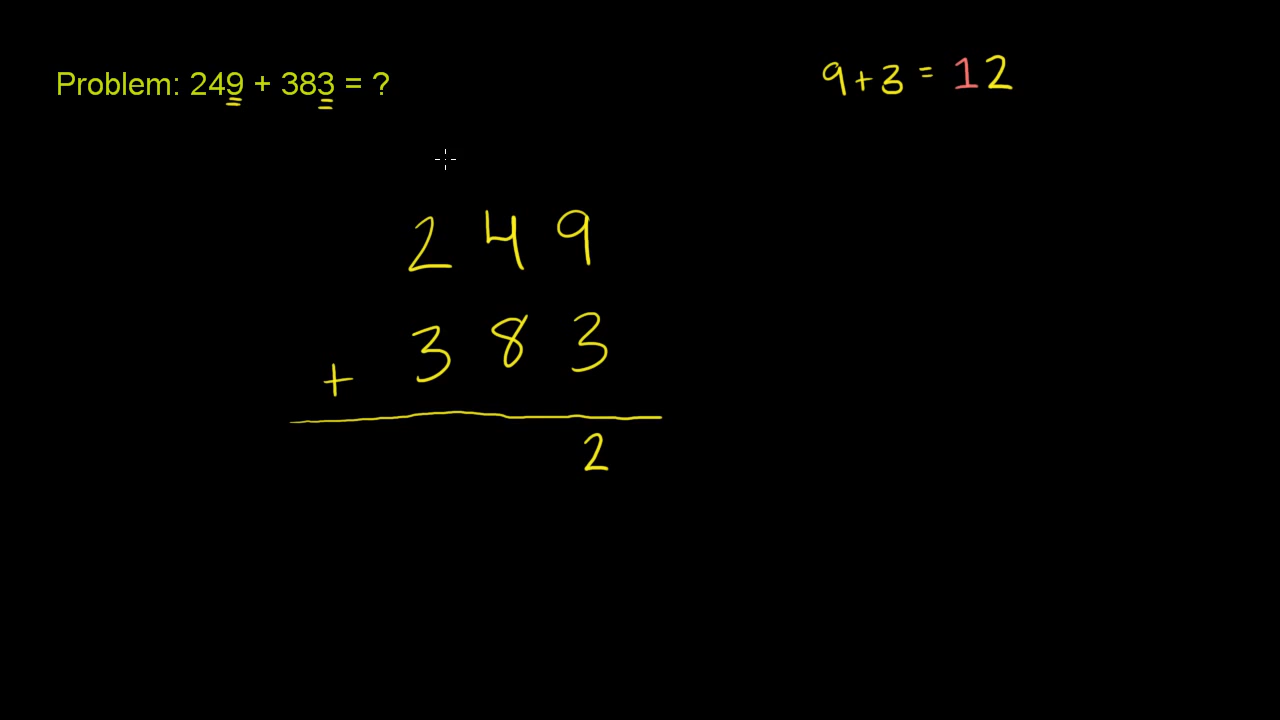 Problem: 249 + 383 = ?
9 + 3 = 12
249
+ 383
2